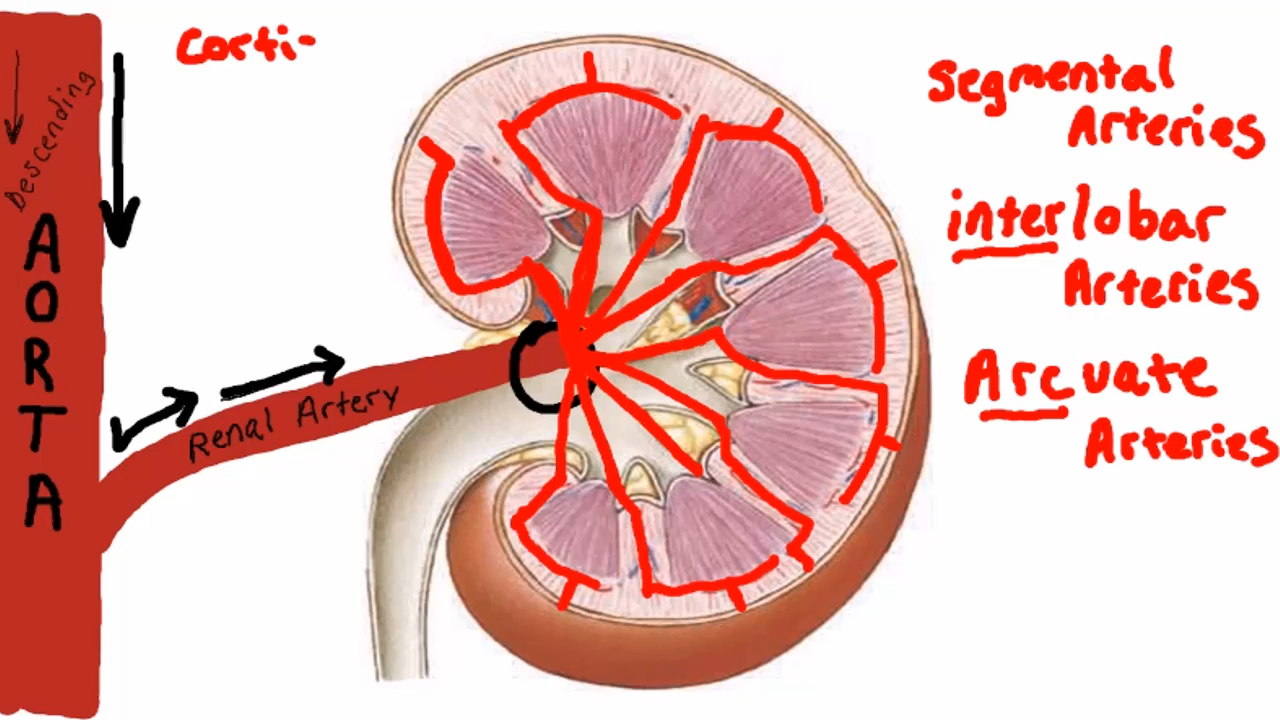 Descending
AORTA
Corti-
Renal Artery
Segmental
Arteries
interlobar
Arteries
Arcuate
Arteries